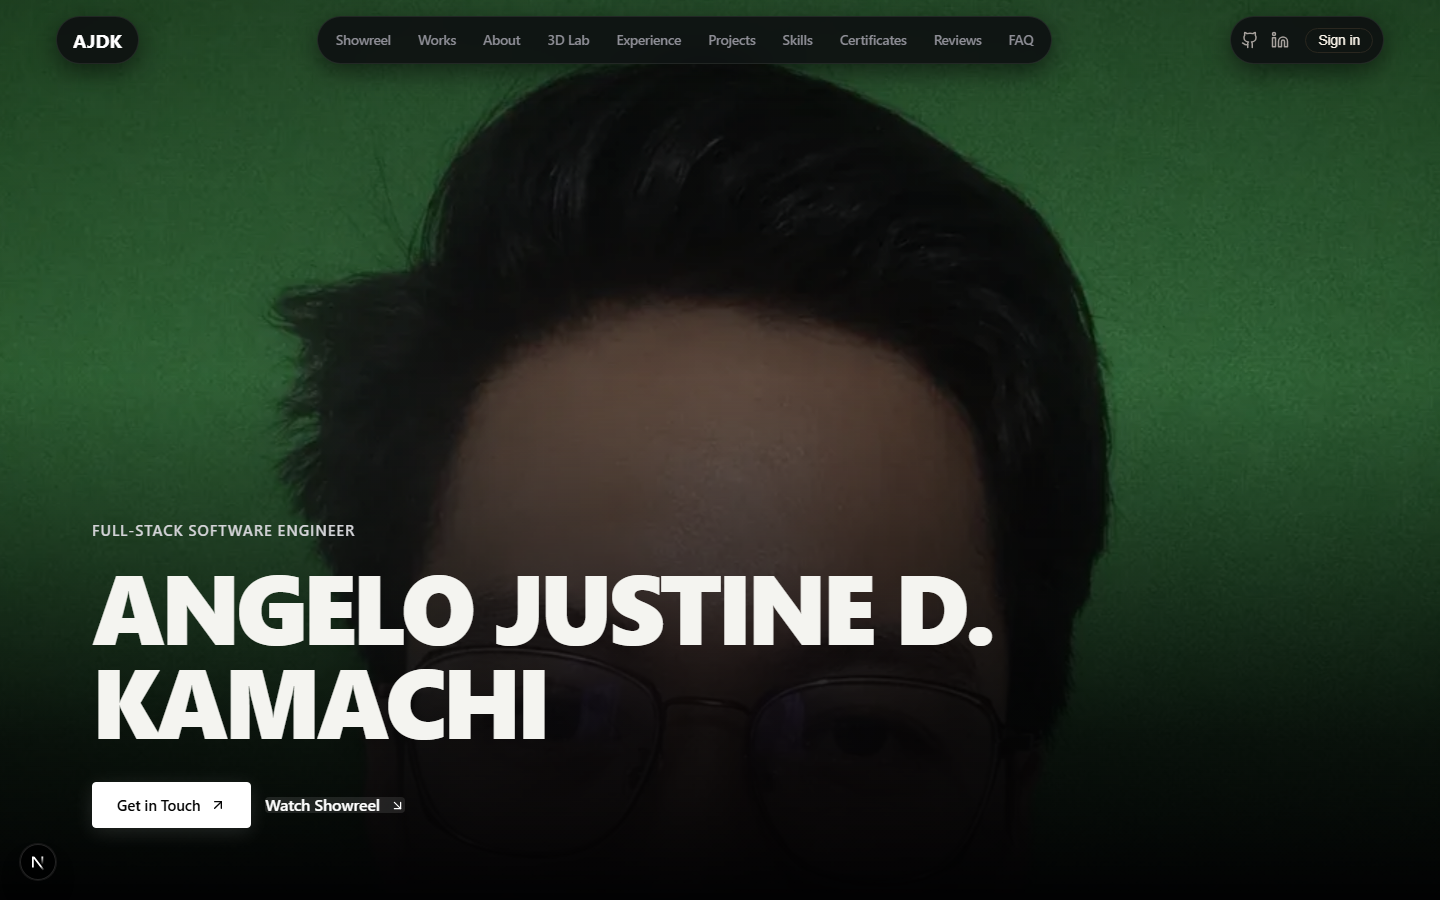 AJDK
Showreel Works About 3D Lab Experience Projects Skills Certificates Reviews FAQ
Sign in
FULL-STACK SOFTWARE ENGINEER
ANGELO JUSTINE D.
KAMACHI
Get in Touch
Watch Showreel
N